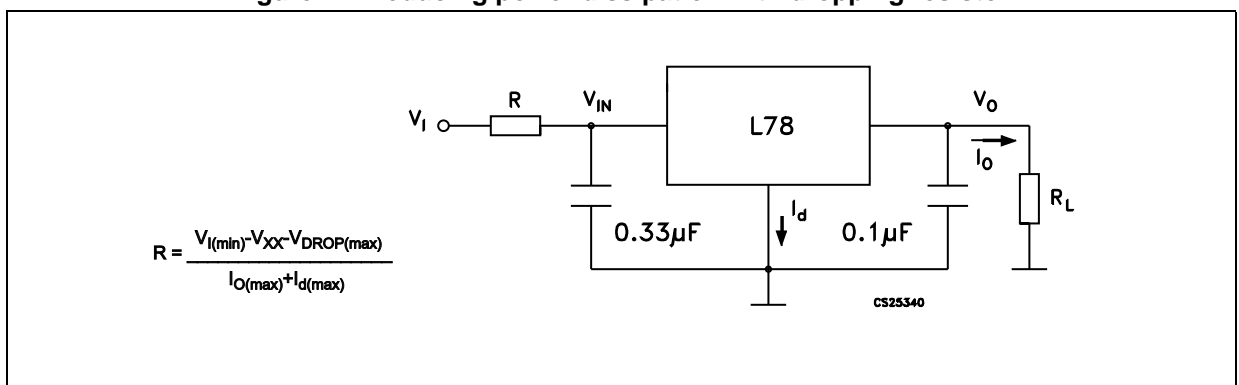 R
V_IN
V_O
V_I
L78
I_O
R_L
I_d
0.33µF
0.1µF
R = V_I(min)-V_XX-V_DROP(max)
I_O(max)+I_d(max)
CS25340